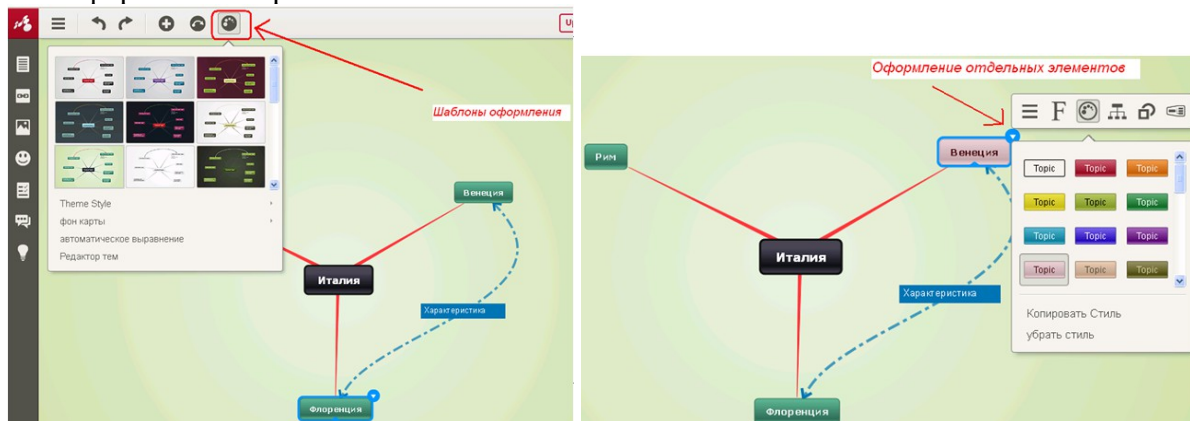 Шаблоны оформления
Венеция
Theme Style
фон карты
автоматическое выравнение
Редактор тем
Италия
Характеристика
Флоренция
Оформление отдельных элементов
Рим
Венеция
Topic Topic Topic
Topic Topic Topic
Topic Topic Topic
Topic Topic Topic
Италия
Характеристика
Копировать Стиль
убрать стиль
Флоренция